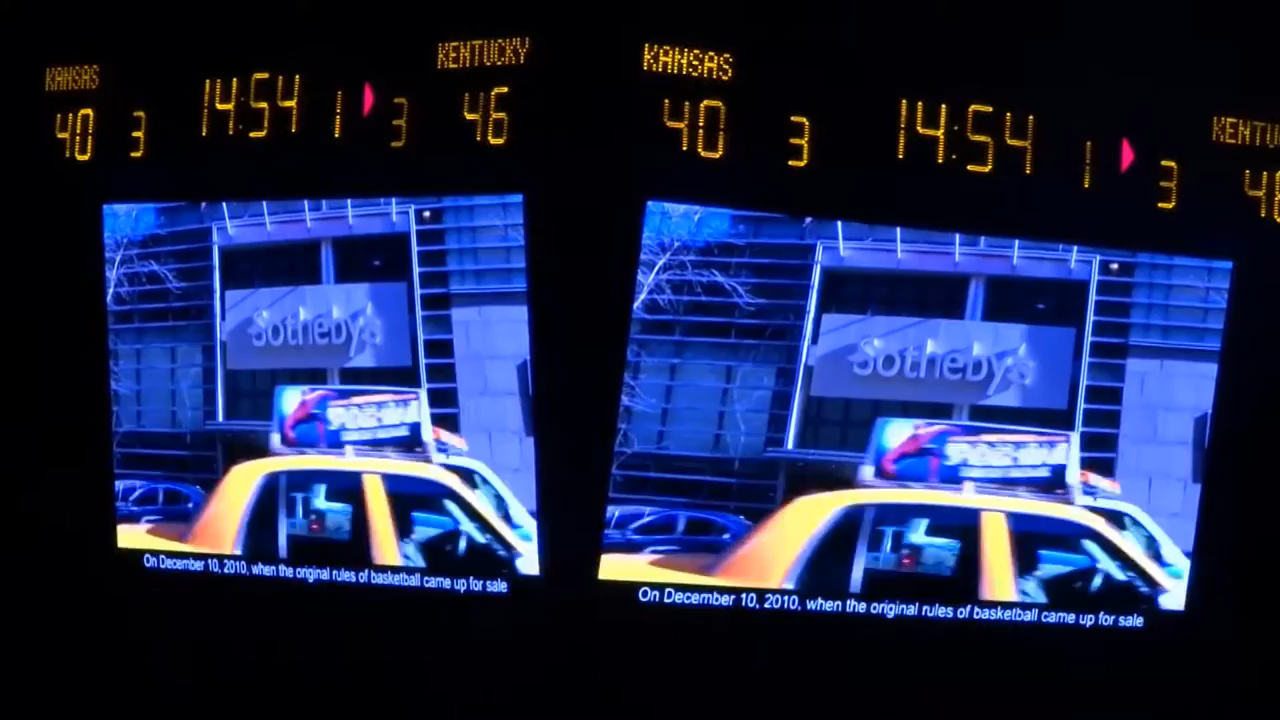 KANSAS
KENTUCKY
40 3 14:54 1 3 46
Sotheby's
On December 10, 2010, when the original rules of basketball came up for sale
KANSAS
40 3 14:54 1 3
Sotheby's
On December 10, 2010, when the original rules of basketball came up for sale